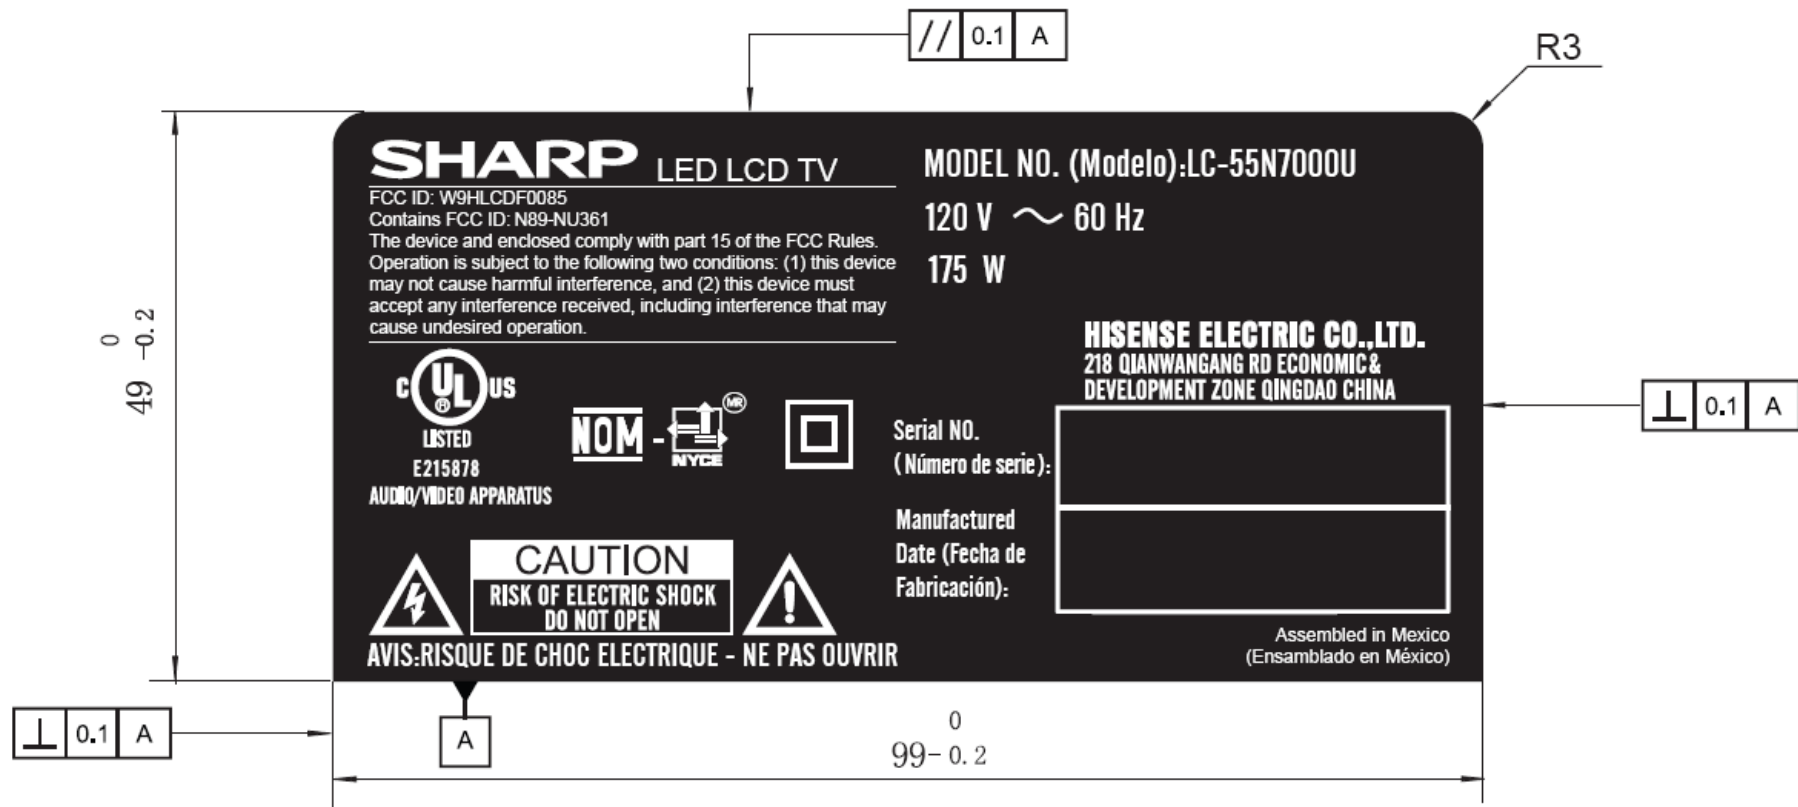 // 0.1 A
R3
SHARP LED LCD TV
FCC ID: W9HLCDF0085
Contains FCC ID: N89-NU361
The device and enclosed comply with part 15 of the FCC Rules.
Operation is subject to the following two conditions: (1) this device
may not cause harmful interference, and (2) this device must
accept any interference received, including interference that may
cause undesired operation.
MODEL NO. (Modelo):LC-55N7000U
120 V ～ 60 Hz
175 W
HISENSE ELECTRIC CO.,LTD.
218 QIANWANGANG RD ECONOMIC&
DEVELOPMENT ZONE QINGDAO CHINA
C UL ® US
LISTED
E215878
AUDIO/VIDEO APPARATUS
NOM-
NYCE
MR
Serial NO.
(Número de serie):
Manufactured
Date (Fecha de
Fabricación):
CAUTION
RISK OF ELECTRIC SHOCK
DO NOT OPEN
AVIS:RISQUE DE CHOC ELECTRIQUE - NE PAS OUVRIR
Assembled in Mexico
(Ensamblado en México)
0
49 -0.2
⊥ 0.1 A
⊥ 0.1 A
A
0
99-0.2